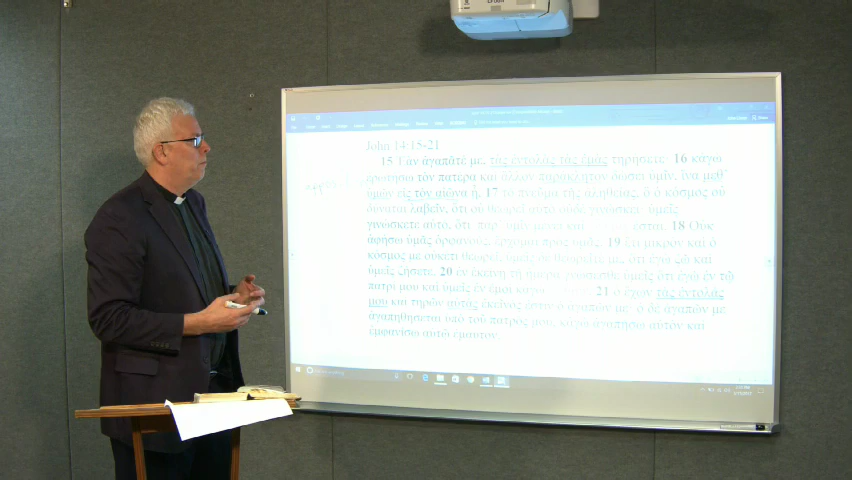 John 14:15-21
15 Ἐὰν ἀγαπᾶτέ με, τὰς ἐντολὰς τὰς ἐμὰς τηρήσετε· 16 κἀγὼ
ἐρωτήσω τὸν πατέρα καὶ ἄλλον παράκλητον δώσει ὑμῖν, ἵνα μεθ᾽
ὑμῶν εἰς τὸν αἰῶνα ᾖ, 17 τὸ πνεῦμα τῆς ἀληθείας, ὃ ὁ κόσμος οὐ
δύναται λαβεῖν, ὅτι οὐ θεωρεῖ αὐτὸ οὐδὲ γινώσκει· ὑμεῖς
γινώσκετε αὐτό, ὅτι παρ᾽ ὑμῖν μένει καὶ ἔσται. 18 Οὐκ
ἀφήσω ὑμᾶς ὀρφανούς, ἔρχομαι πρὸς ὑμᾶς. 19 ἔτι μικρὸν καὶ ὁ
κόσμος με οὐκέτι θεωρεῖ, ὑμεῖς δὲ θεωρεῖτέ με, ὅτι ἐγὼ ζῶ καὶ
ὑμεῖς ζήσετε. 20 ἐν ἐκείνῃ τῇ ἡμέρᾳ γνώσεσθε ὑμεῖς ὅτι ἐγὼ ἐν τῷ
πατρί μου καὶ ὑμεῖς ἐν ἐμοὶ κἀγὼ 21 ὁ ἔχων τὰς ἐντολάς
μου καὶ τηρῶν αὐτὰς ἐκεῖνός ἐστιν ὁ ἀγαπῶν με· ὁ δὲ ἀγαπῶν με
ἀγαπηθήσεται ὑπὸ τοῦ πατρός μου, κἀγὼ ἀγαπήσω αὐτὸν καὶ
ἐμφανίσω αὐτῷ ἐμαυτόν.